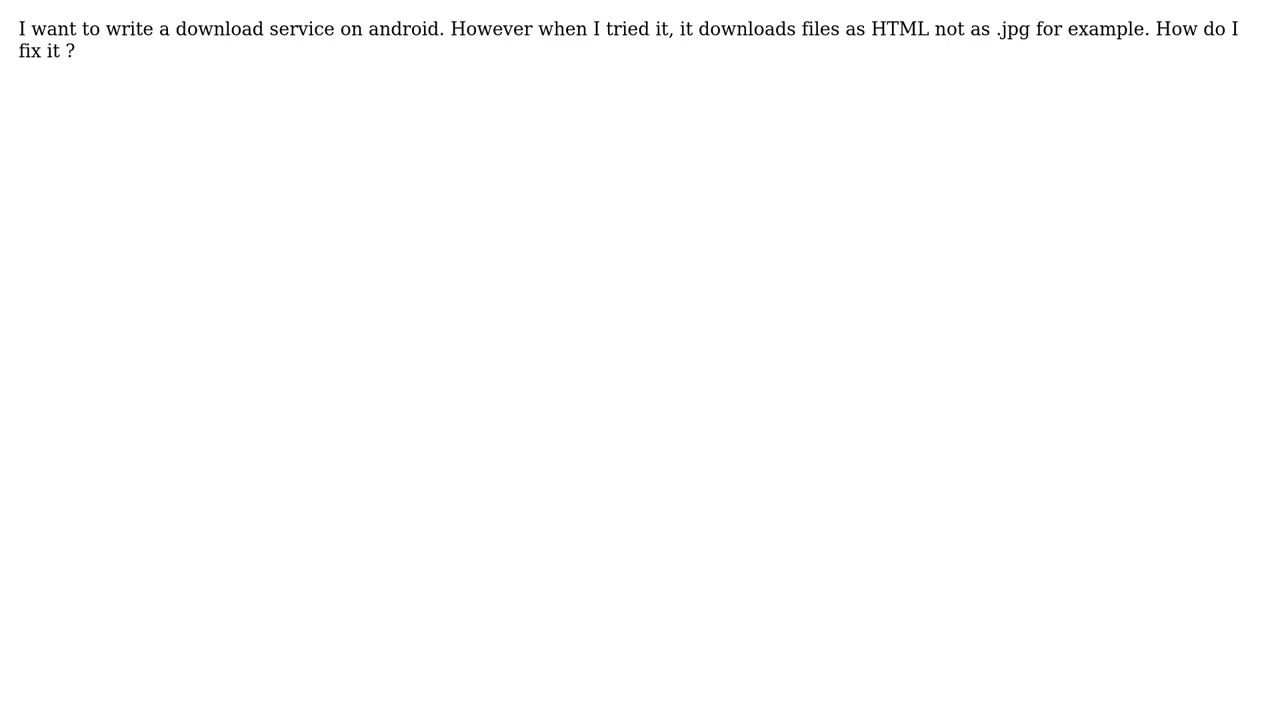 I want to write a download service on android. However when I tried it, it downloads files as HTML not as .jpg for example. How do I
fix it ?